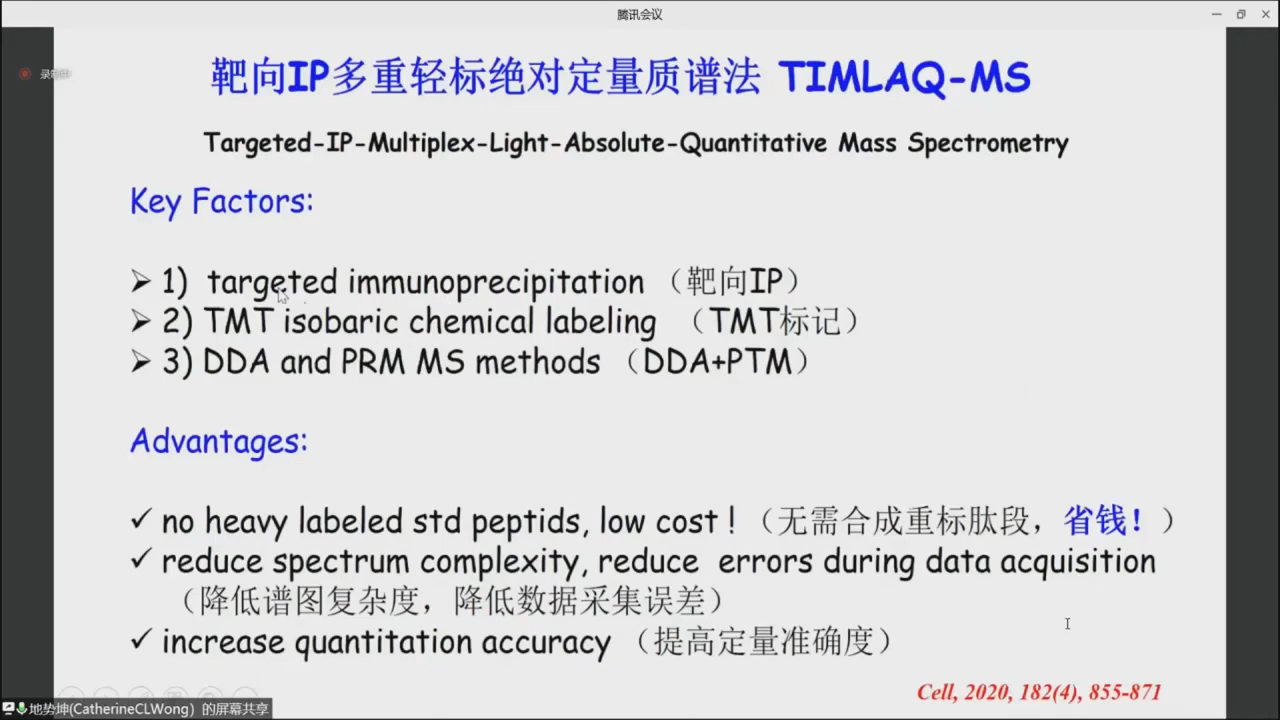 腾讯会议
录制中
靶向IP多重轻标绝对定量质谱法 TIMLAQ-MS
Targeted-IP-Multiplex-Light-Absolute-Quantitative Mass Spectrometry
Key Factors:
➢ 1) targeted immunoprecipitation （靶向IP）
➢ 2) TMT isobaric chemical labeling （TMT标记）
➢ 3) DDA and PRM MS methods （DDA+PTM）
Advantages:
✓ no heavy labeled std peptids, low cost！（无需合成重标肽段，省钱！）
✓ reduce spectrum complexity, reduce errors during data acquisition
（降低谱图复杂度，降低数据采集误差）
✓ increase quantitation accuracy （提高定量准确度）
Cell, 2020, 182(4), 855-871
地势坤(CatherineCLWong）的屏幕共享